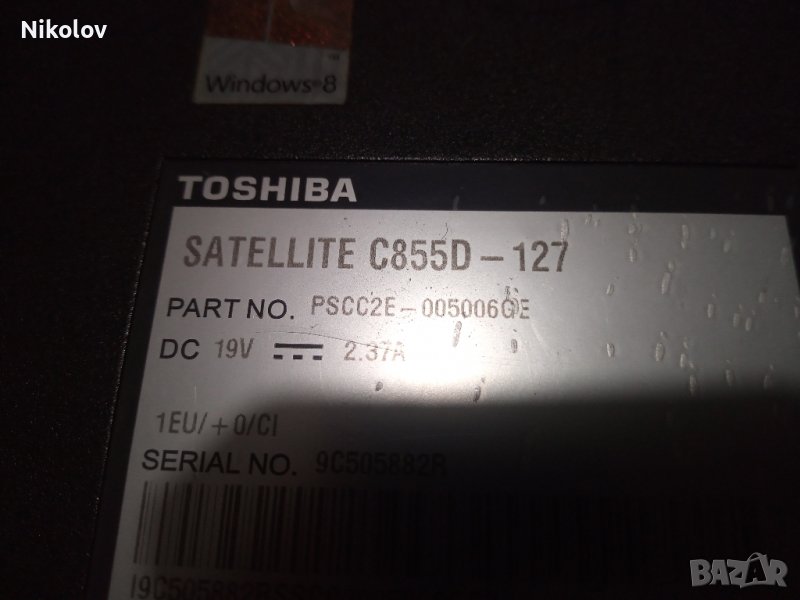 Nikolov
Windows®8
TOSHIBA
SATELLITE C855D-127
PART NO. PSCC2E-005006GE
DC 19V 2.37A
1EU/+0/CI
SERIAL NO. 9C505882R
BAZAR